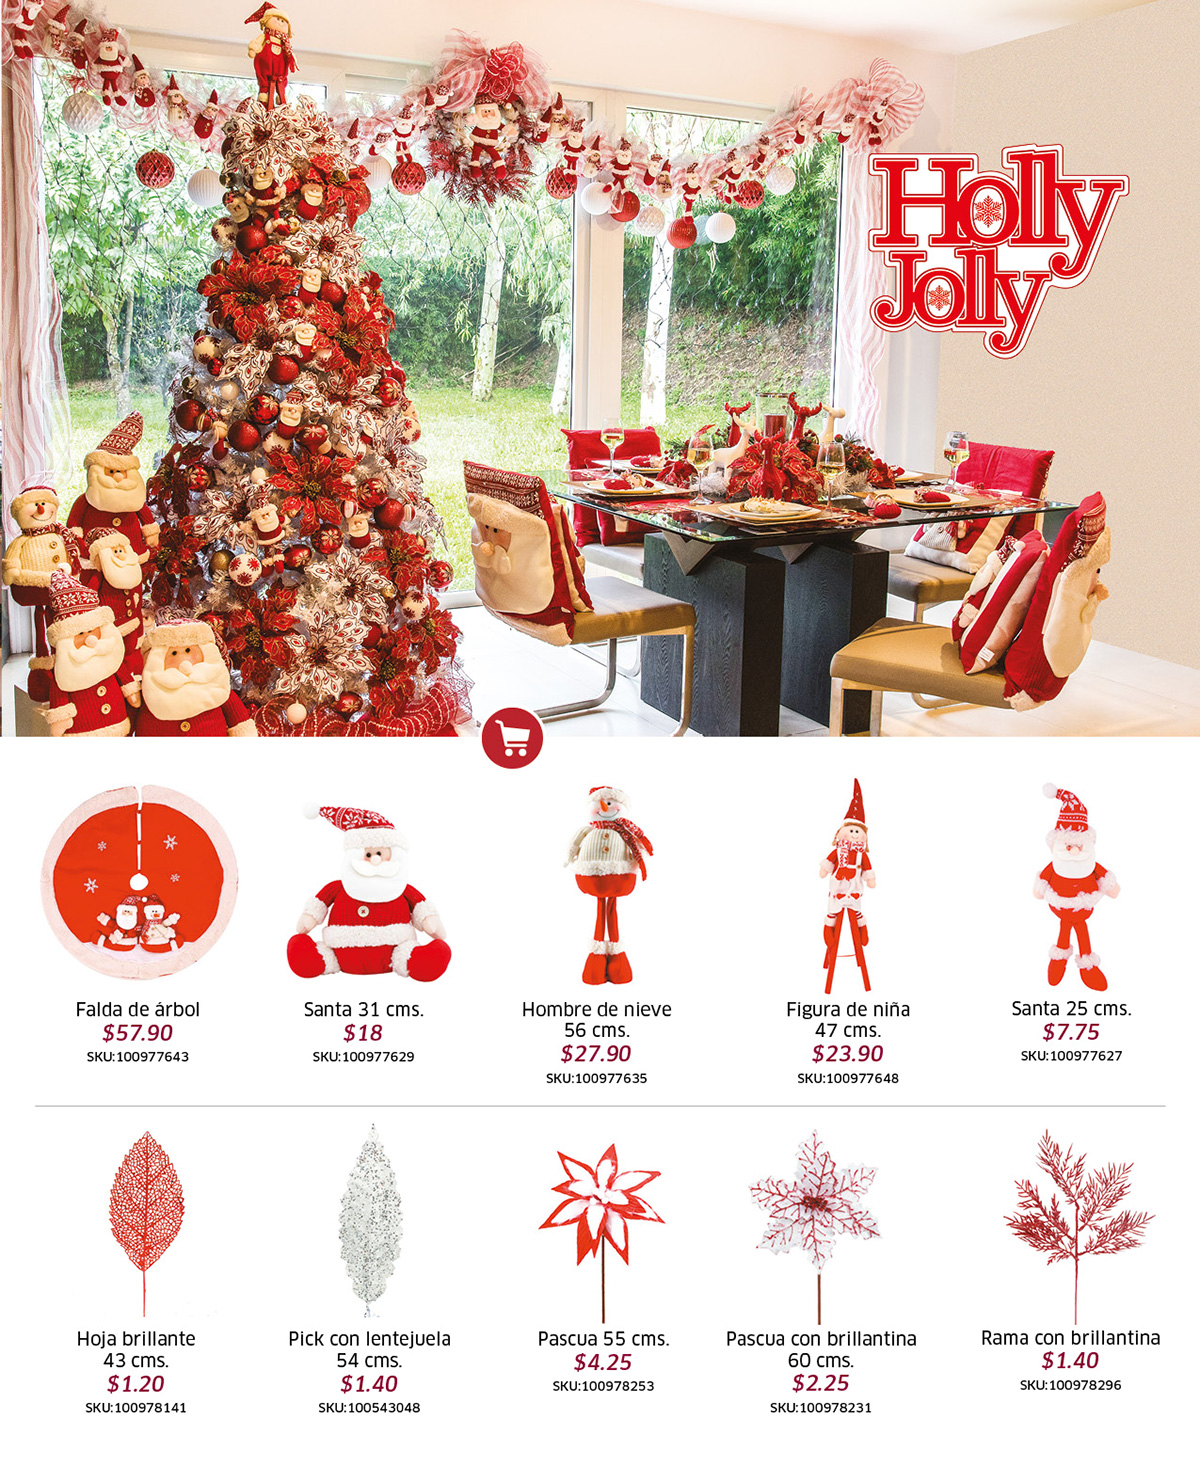 Holly
Jolly
Falda de árbol
$57.90
SKU:100977643
Santa 31 cms.
$18
SKU:100977629
Hombre de nieve
56 cms.
$27.90
SKU:100977635
Figura de niña
47 cms.
$23.90
SKU:100977648
Santa 25 cms.
$7.75
SKU:100977627
Hoja brillante
43 cms.
$1.20
SKU:100978141
Pick con lentejuela
54 cms.
$1.40
SKU:100543048
Pascua 55 cms.
$4.25
SKU:100978253
Pascua con brillantina
60 cms.
$2.25
SKU:100978231
Rama con brillantina
$1.40
SKU:100978296